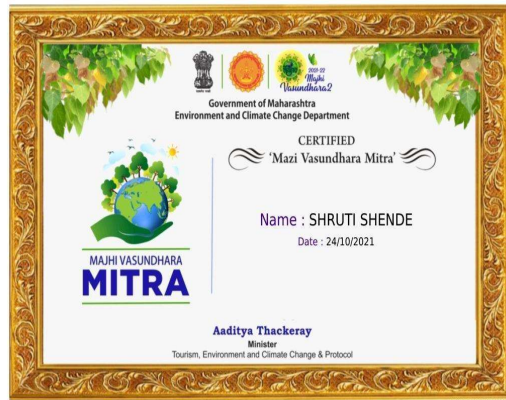 2021-22
Majhi
Vasundhara2
Government of Maharashtra
Environment and Climate Change Department
CERTIFIED
'Mazi Vasundhara Mitra'
MAJHI VASUNDHARA
MITRA
Name : SHRUTI SHENDE
Date : 24/10/2021
Aaditya Thackeray
Minister
Tourism, Environment and Climate Change & Protocol